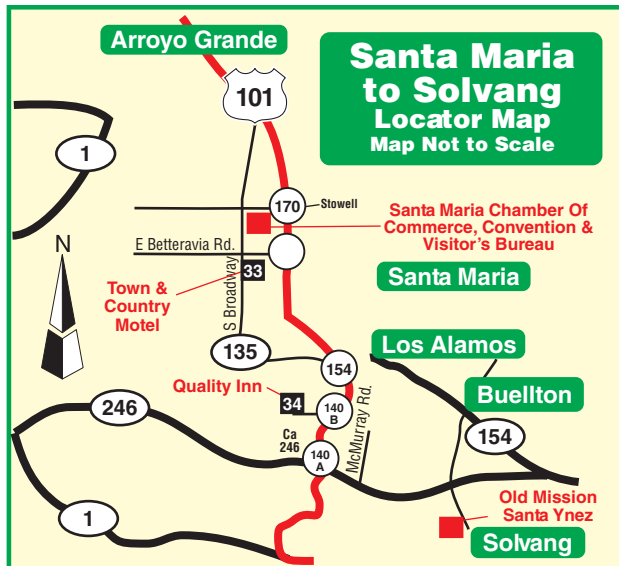 Arroyo Grande
Santa Maria
to Solvang
Locator Map
Map Not to Scale
101
1
170
Stowell
Santa Maria Chamber Of
Commerce, Convention &
Visitor's Bureau
N
E Betteravia Rd.
S Broadway
33
Santa Maria
Town &
Country
Motel
135
154
Los Alamos
Quality Inn
34
140
B
McMurray Rd.
Buellton
246
Ca
246
140
A
154
1
Old Mission
Santa Ynez
Solvang